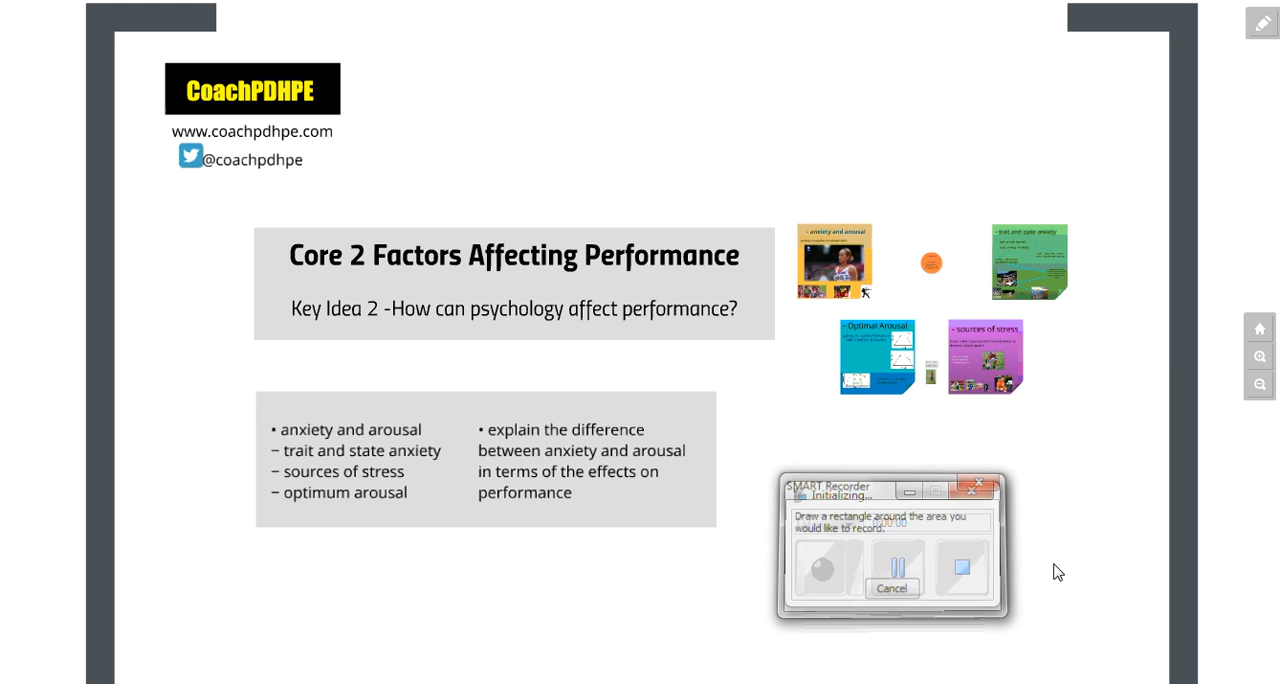 CoachPDHPE
www.coachpdhpe.com
@coachpdhpe
Core 2 Factors Affecting Performance
Key Idea 2 -How can psychology affect performance?
• anxiety and arousal
– trait and state anxiety
– sources of stress
– optimum arousal
• explain the difference
between anxiety and arousal
in terms of the effects on
performance
- anxiety and arousal
- trait and state anxiety
- Optimal Arousal
- sources of stress
SMART Recorder
Initializing...
Draw a rectangle around the area you
would like to record.
0:00:00
Cancel